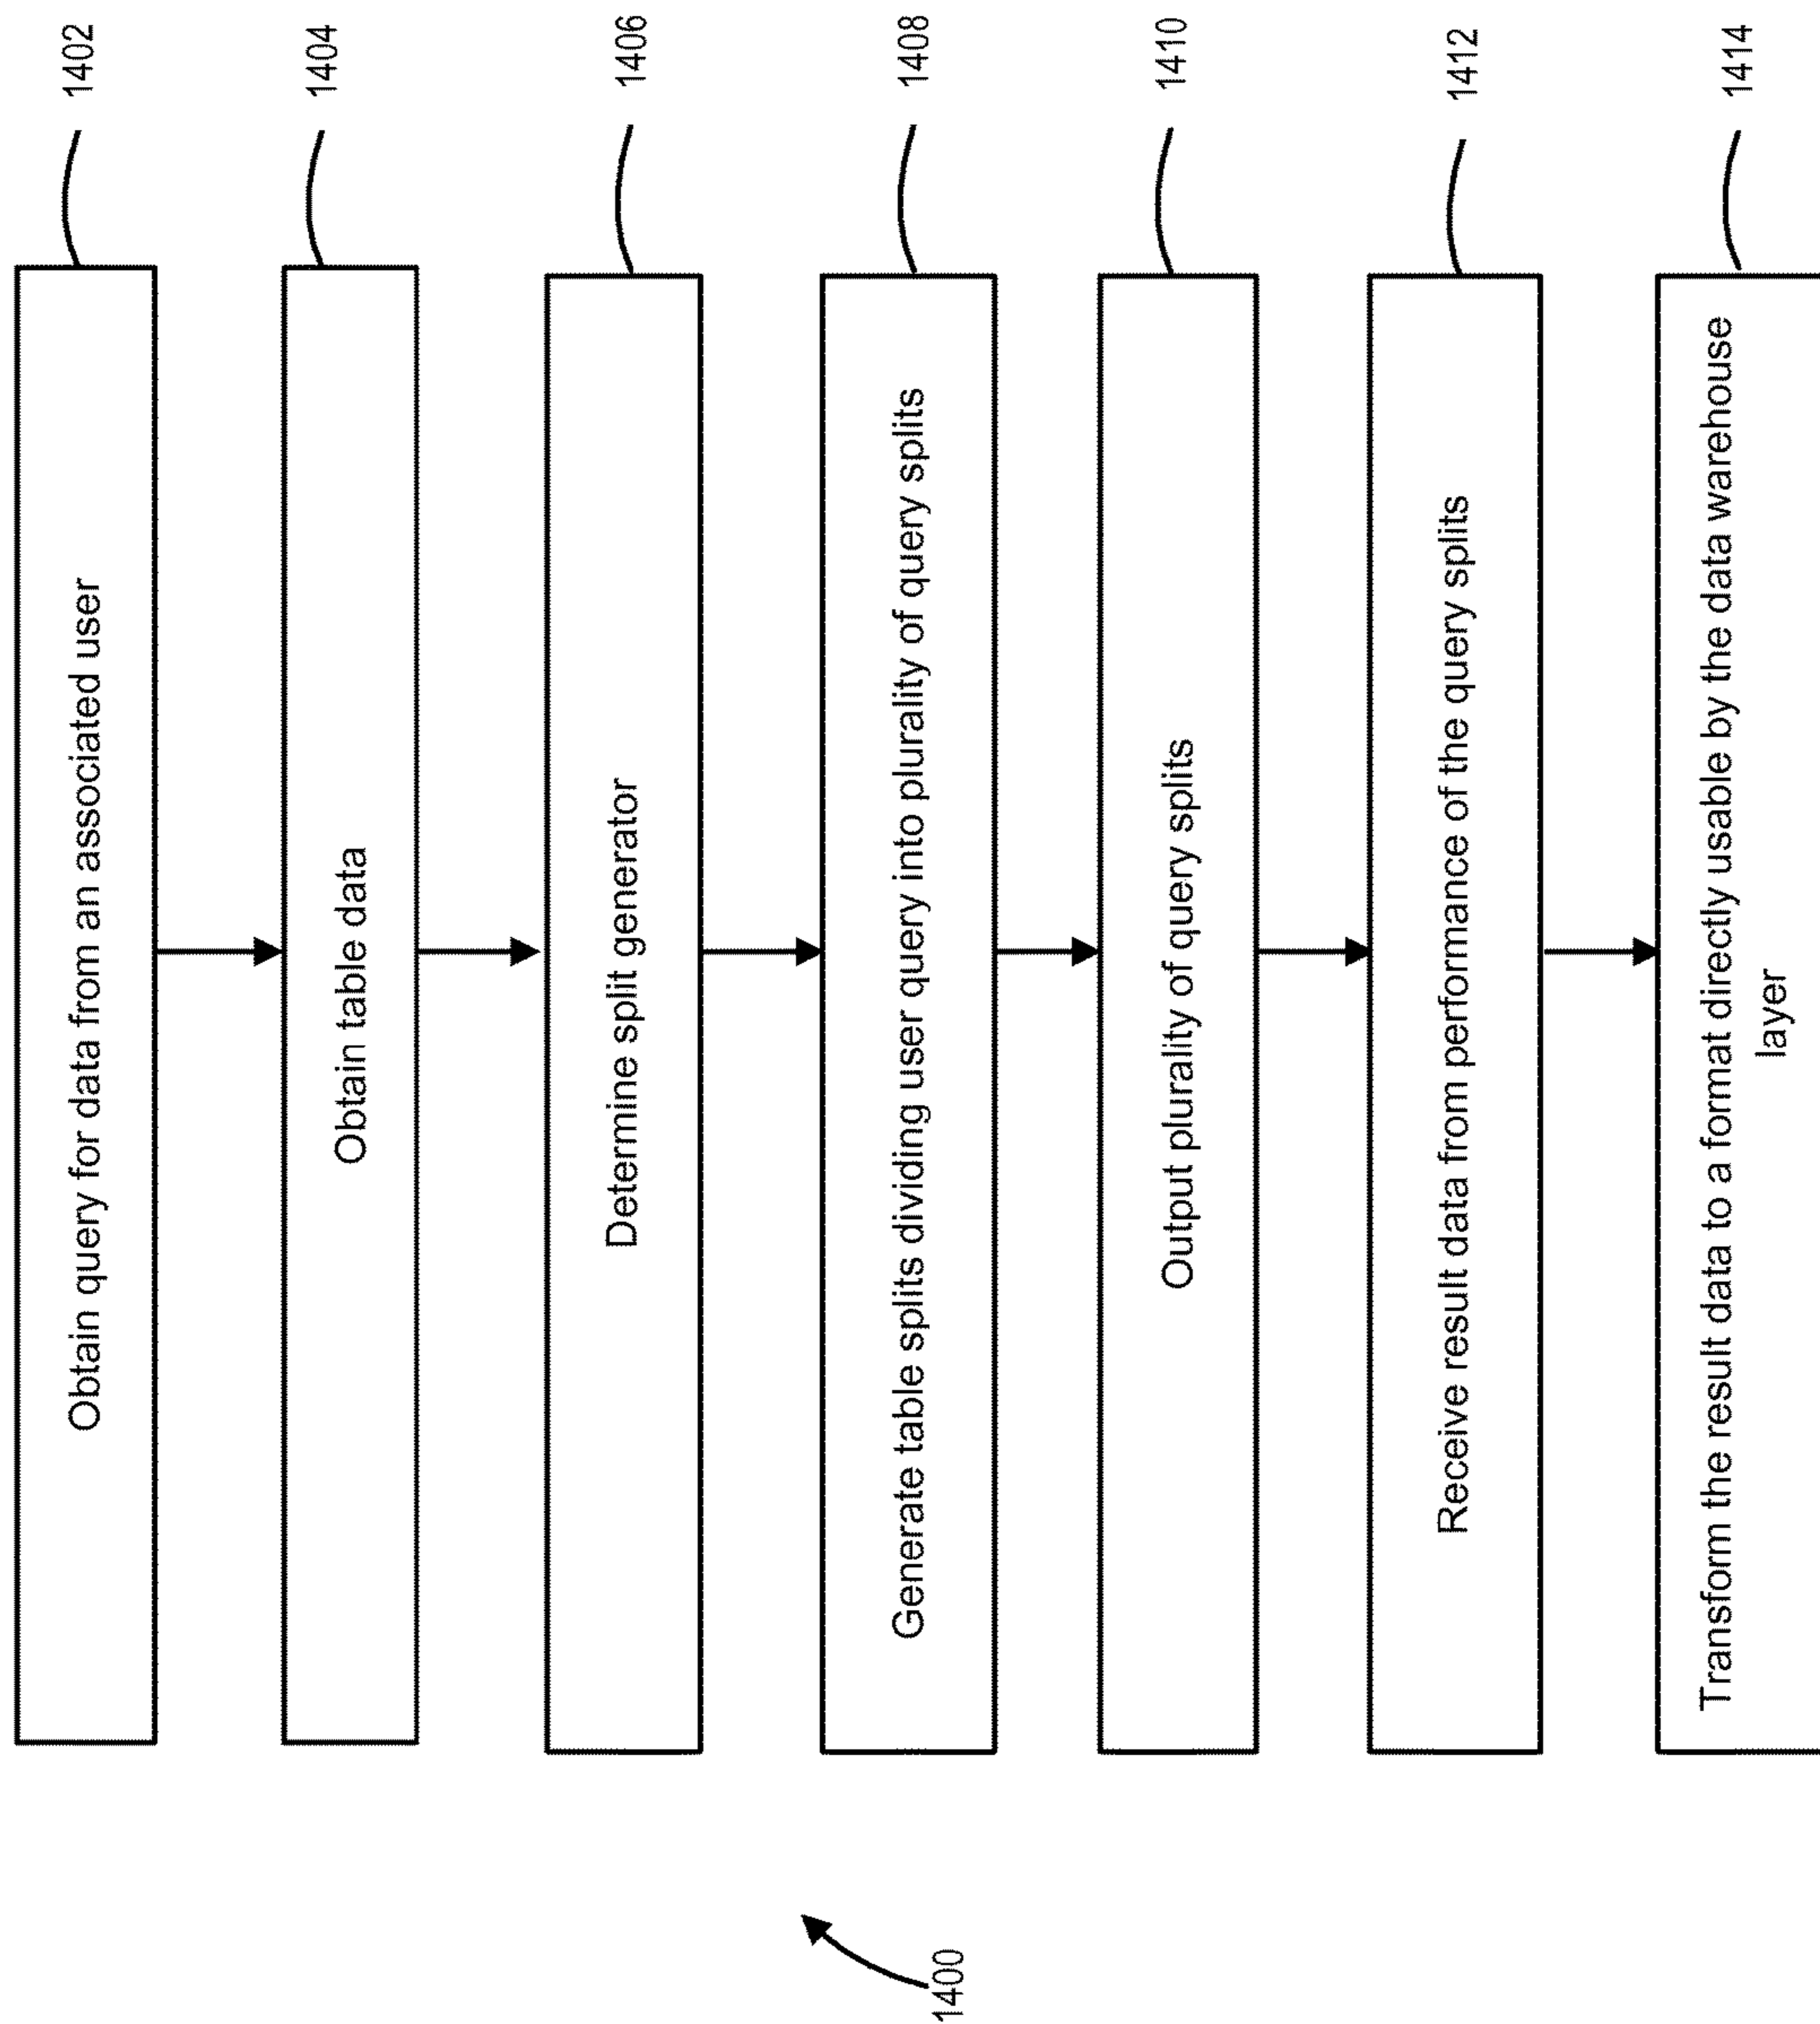 Obtain query for data from an associated user
1402
Obtain table data
1404
Determine split generator
1406
Generate table splits dividing user query into plurality of query splits
1408
Output plurality of query splits
1410
Receive result data from performance of the query splits
1412
Transform the result data to a format directly usable by the data warehouse
layer
1414
1400